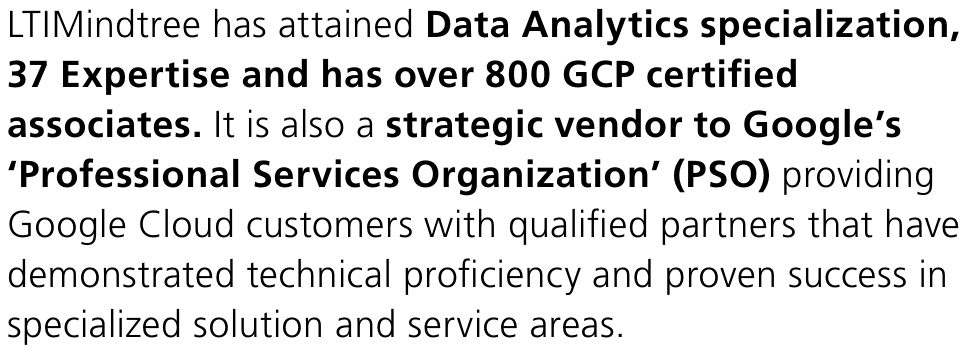 LTIMindtree has attained Data Analytics specialization,
37 Expertise and has over 800 GCP certified
associates. It is also a strategic vendor to Google’s
‘Professional Services Organization’ (PSO) providing
Google Cloud customers with qualified partners that have
demonstrated technical proficiency and proven success in
specialized solution and service areas.